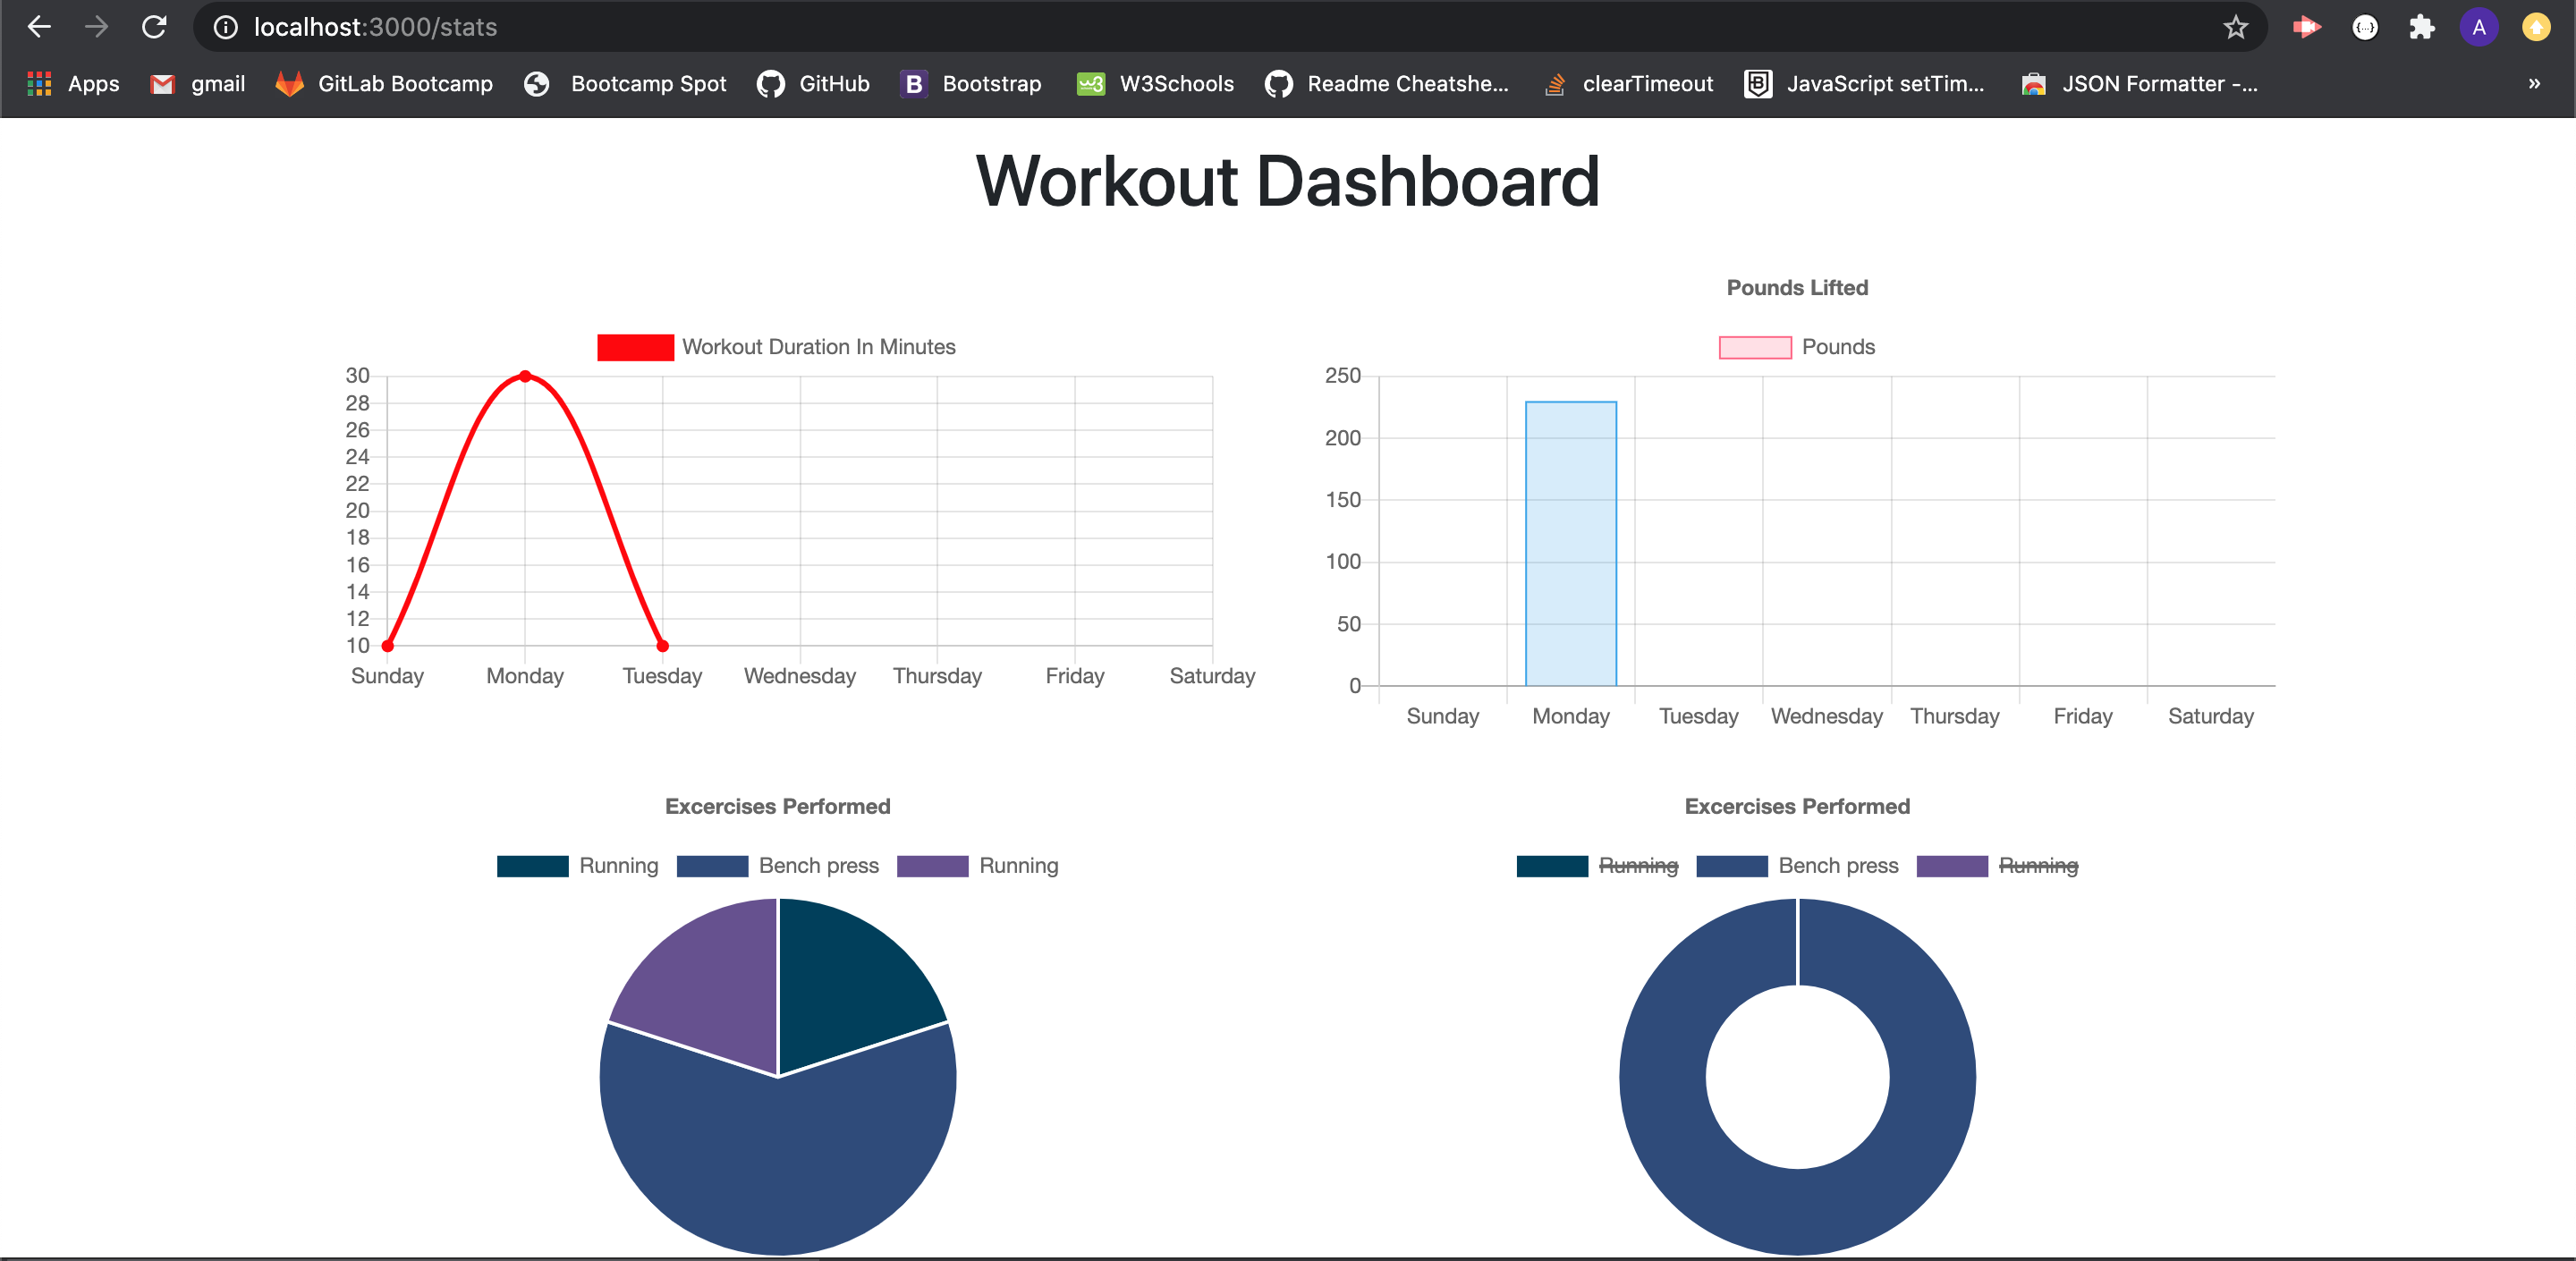 localhost:3000/stats
A
Apps gmail GitLab Bootcamp Bootcamp Spot GitHub B Bootstrap w3 W3Schools Readme Cheatshe... clearTimeout B JavaScript setTim... JSON Formatter -... »
Workout Dashboard
Workout Duration In Minutes
30
28
26
24
22
20
18
16
14
12
10
Sunday Monday Tuesday Wednesday Thursday Friday Saturday
Pounds Lifted
Pounds
250
200
150
100
50
0
Sunday Monday Tuesday Wednesday Thursday Friday Saturday
Excercises Performed
Running Bench press Running
Excercises Performed
Running Bench press Running